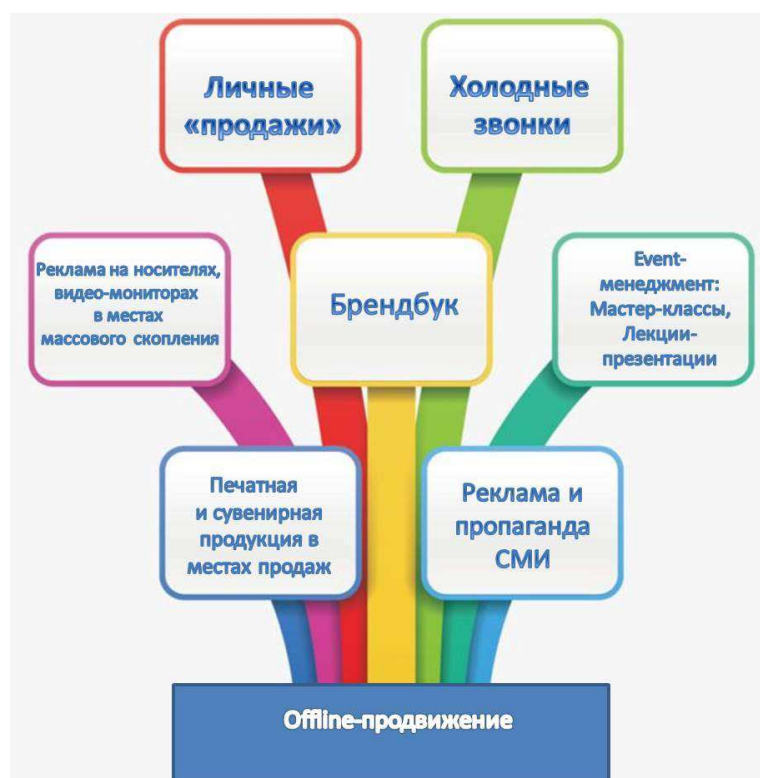 Личные
«продажи»
Холодные
звонки
Реклама на носителях,
видео-мониторах
в местах
массового скопления
Брендбук
Event-
менеджмент:
Мастер-классы,
Лекции-
презентации
Печатная
и сувенирная
продукция в
местах продаж
Реклама и
пропаганда
СМИ
Offline-продвижение